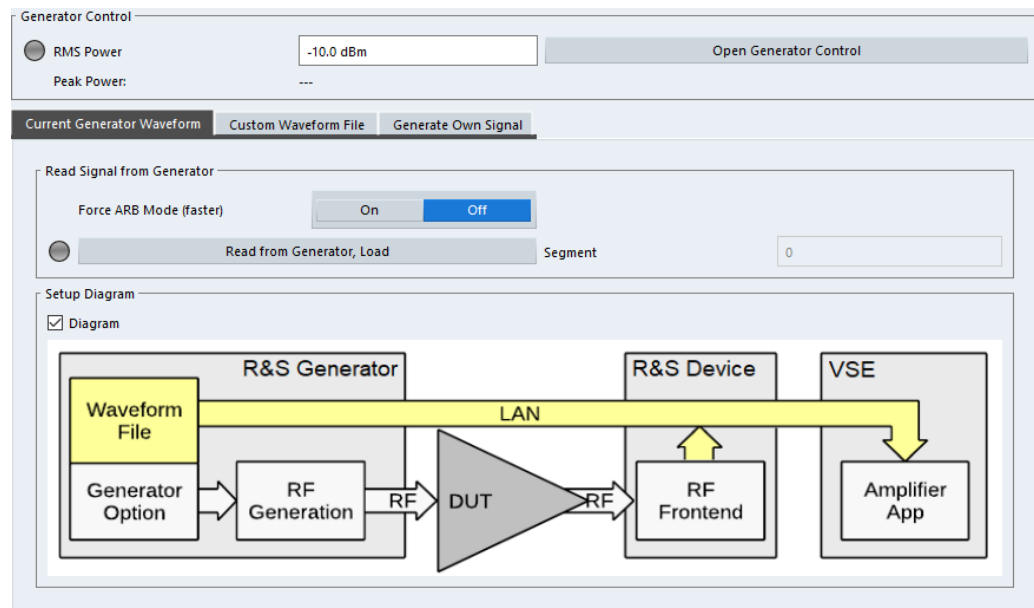 Generator Control
RMS Power
-10.0 dBm
Open Generator Control
Peak Power:
---
Current Generator Waveform
Custom Waveform File
Generate Own Signal
Read Signal from Generator
Force ARB Mode (faster)
On
Off
Read from Generator, Load
Segment
0
Setup Diagram
Diagram
R&S Generator
R&S Device
VSE
Waveform
File
LAN
Generator
Option
RF
Generation
RF
DUT
RF
RF
Frontend
Amplifier
App